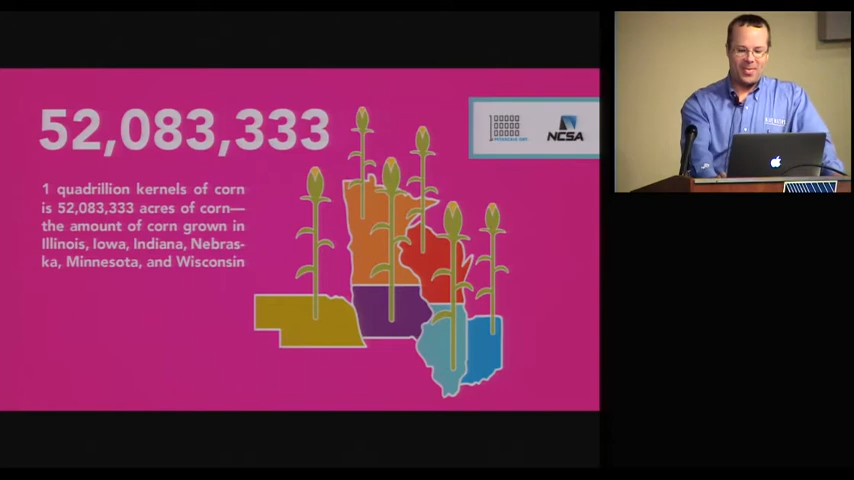 52,083,333
1 quadrillion kernels of corn
is 52,083,333 acres of corn—
the amount of corn grown in
Illinois, Iowa, Indiana, Nebras-
ka, Minnesota, and Wisconsin
NCSA